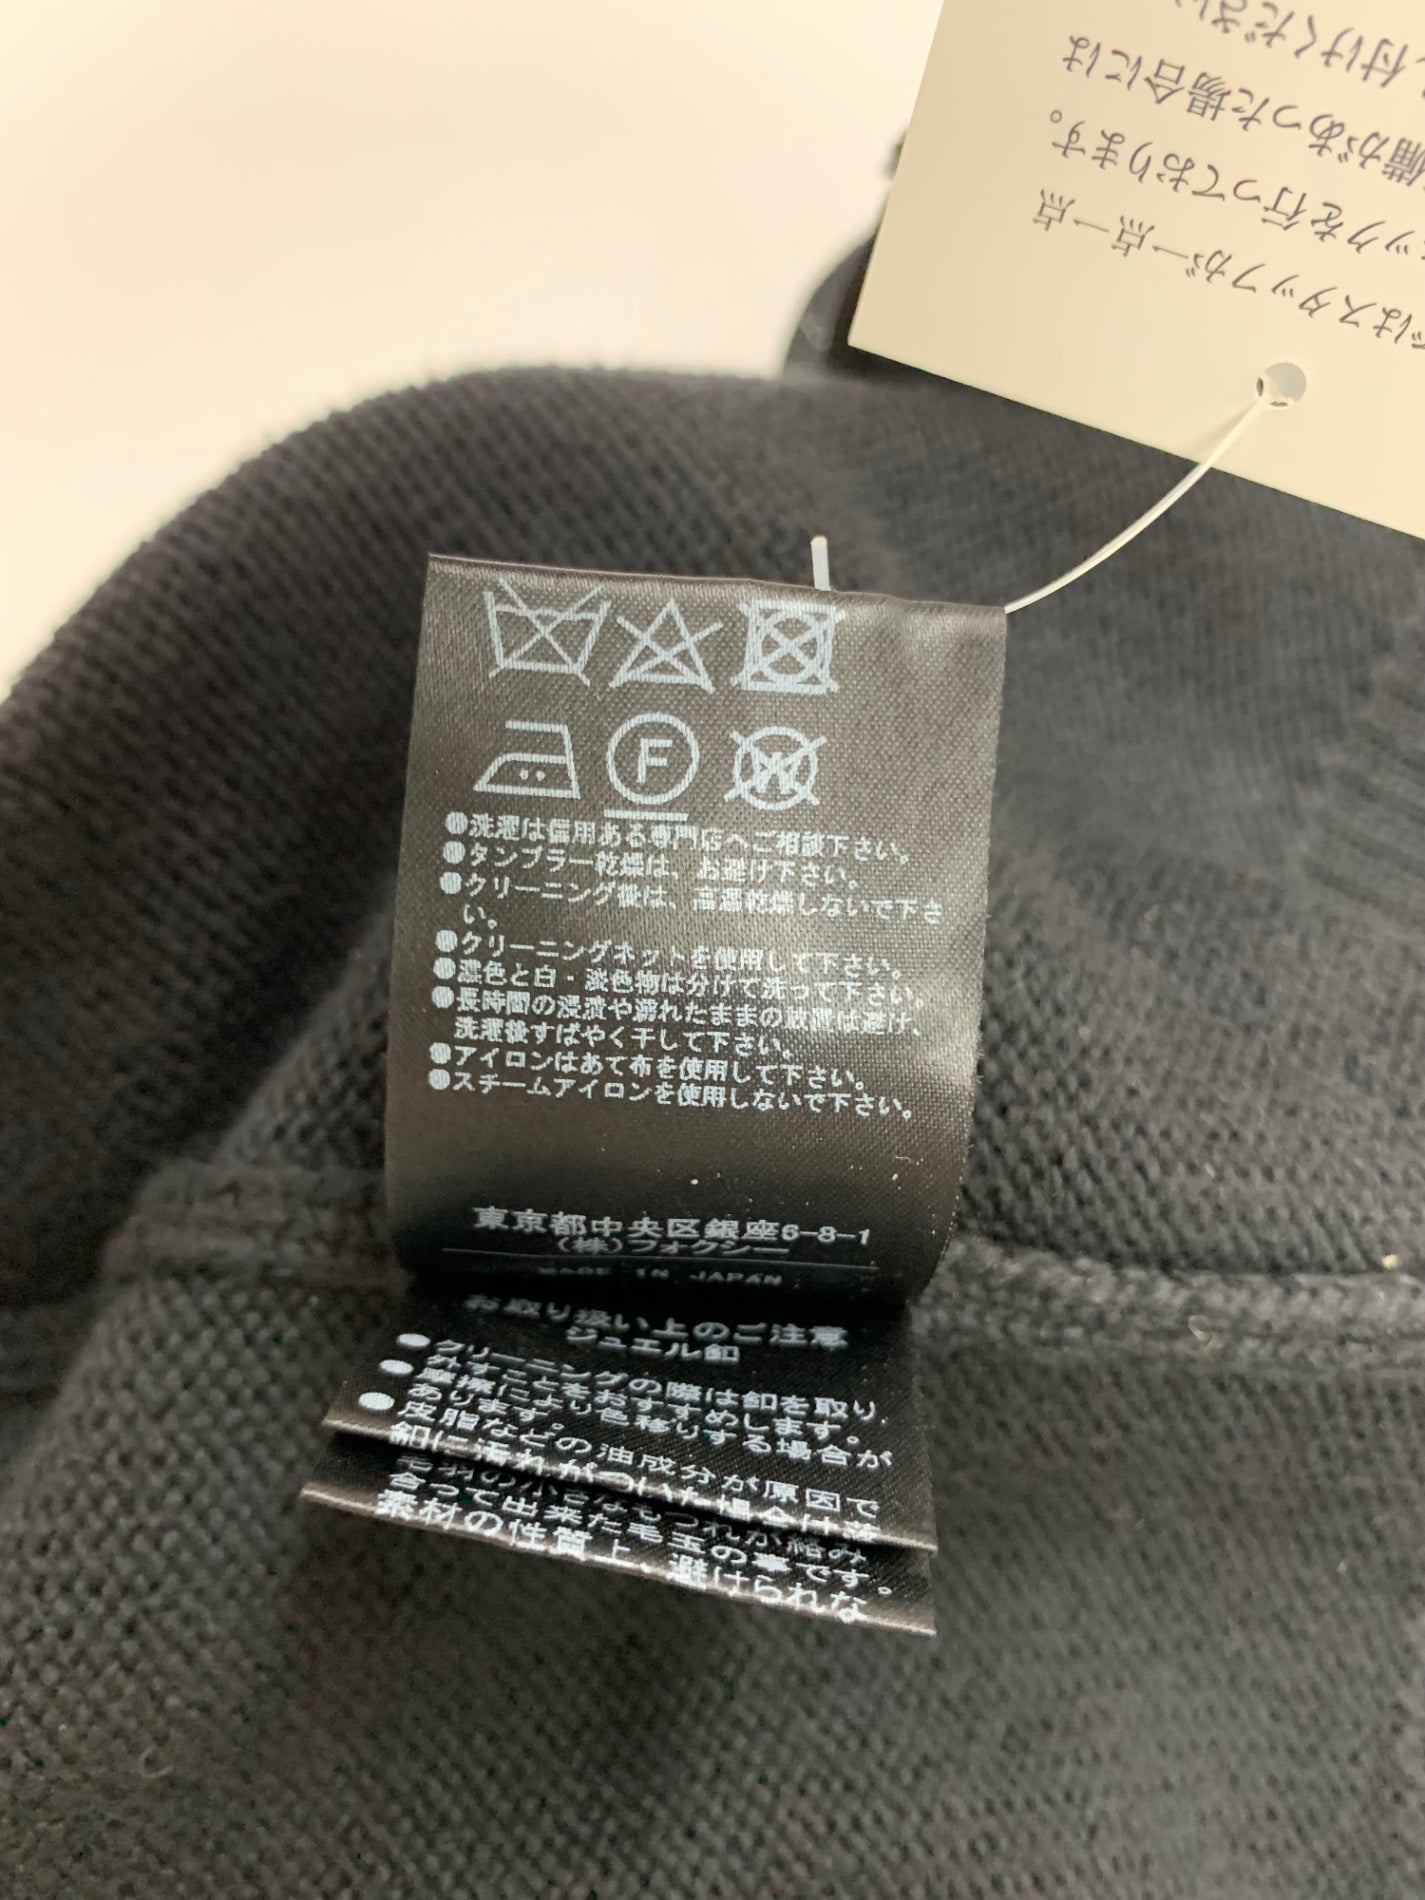 F
W
●洗濯は信用ある専門店へご相談下さい。
●タンブラー乾燥は、お避け下さい。
●クリーニング後は、高温乾燥しないで下さ
い。
●クリーニングネットを使用して下さい。
●濃色と白・淡色物は分けて洗って下さい。
●長時間の浸漬や濡れたままの放置は避け、
洗濯後すばやく干して下さい。
●アイロンはあて布を使用して下さい。
●スチームアイロンを使用しないで下さい。
東京都中央区銀座6-8-1
(株)フォクシー
MADE IN JAPAN
お取り扱い上のご注意
ジュエル釦
●クリーニングの際は釦を取り
外すことをおすすめします。
●摩擦により色移りする場合が
あります。
●皮脂などの油成分が原因で
釦に汚れがついた場合は
毛羽の小さなもつれが絡み
合って出来た毛玉の事です。
素材の性質上、避けられな
はスタッフが一点一点
ックを行っております。
備があった場合には
付けください